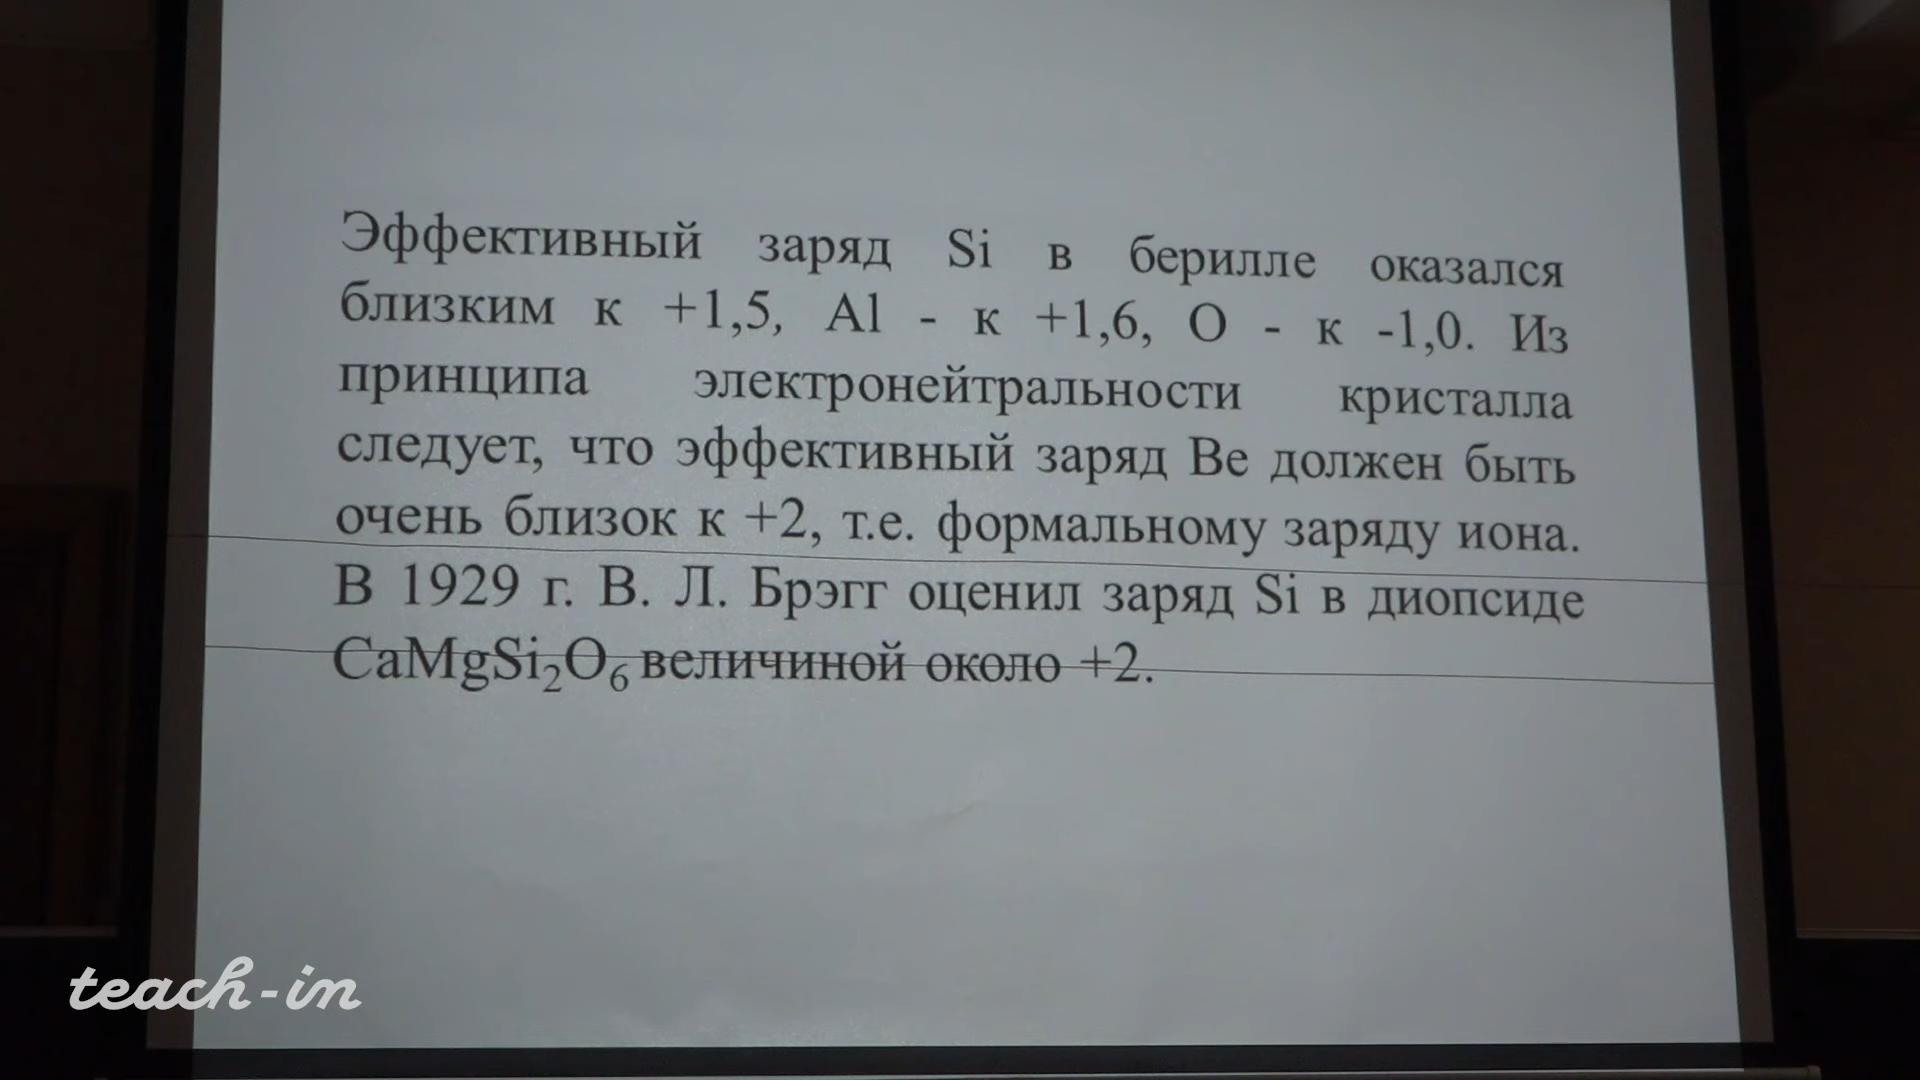 Эффективный заряд Si в берилле оказался
близким к +1,5, Al - к +1,6, О - к -1,0. Из
принципа электронейтральности кристалла
следует, что эффективный заряд Be должен быть
очень близок к +2, т.е. формальному заряду иона.
В 1929 г. В. Л. Брэгг оценил заряд Si в диопсиде
CaMgSi₂O₆ величиной около +2.
teach-in